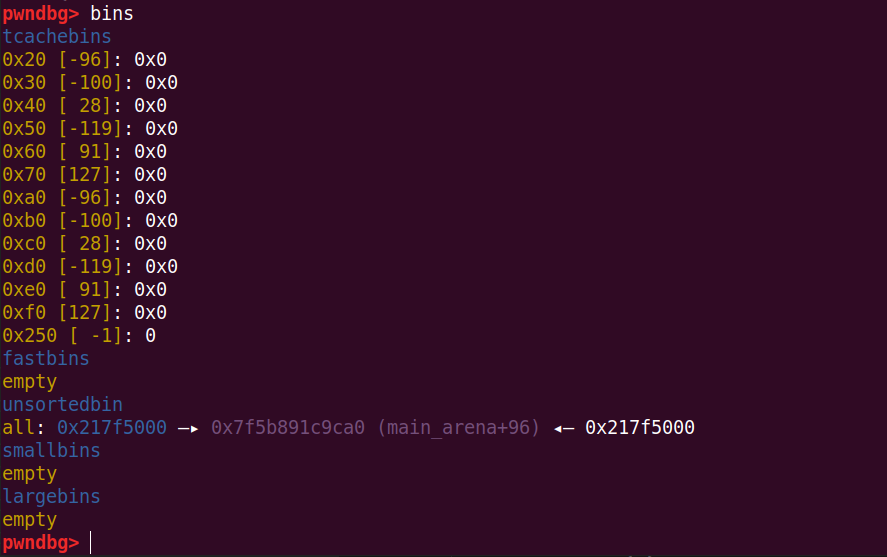 pwndbg> bins
tcachebins
0x20 [-96]: 0x0
0x30 [-100]: 0x0
0x40 [ 28]: 0x0
0x50 [-119]: 0x0
0x60 [ 91]: 0x0
0x70 [127]: 0x0
0xa0 [-96]: 0x0
0xb0 [-100]: 0x0
0xc0 [ 28]: 0x0
0xd0 [-119]: 0x0
0xe0 [ 91]: 0x0
0xf0 [127]: 0x0
0x250 [ -1]: 0
fastbins
empty
unsortedbin
all: 0x217f5000 —▸ 0x7f5b891c9ca0 (main_arena+96) ◂— 0x217f5000
smallbins
empty
largebins
empty
pwndbg>